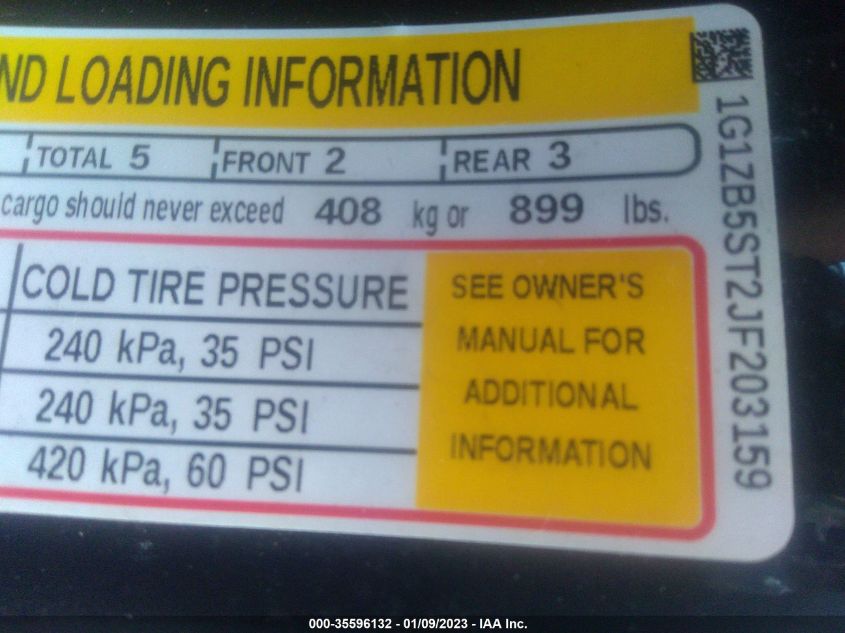 ND LOADING INFORMATION
TOTAL 5 FRONT 2 REAR 3
cargo should never exceed 408 kg or 899 lbs.
COLD TIRE PRESSURE
240 kPa, 35 PSI
240 kPa, 35 PSI
420 kPa, 60 PSI
SEE OWNER'S
MANUAL FOR
ADDITIONAL
INFORMATION
1G1ZB5ST2JF203159
000-35596132 - 01/09/2023 - IAA Inc.